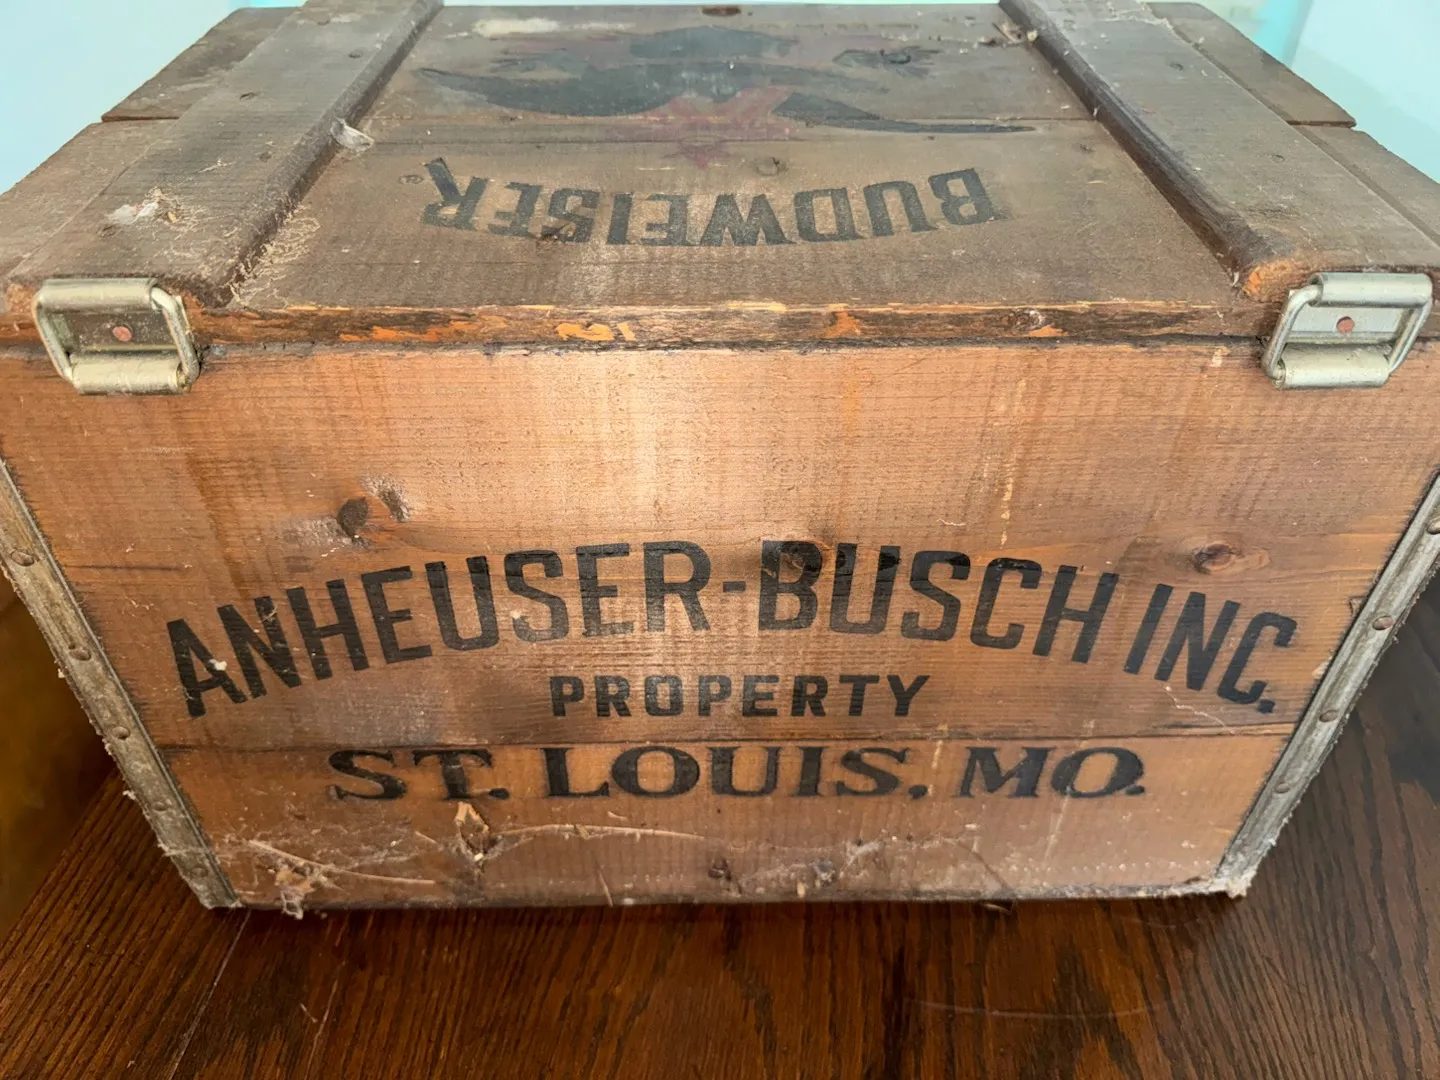 BUDWEISER
ANHEUSER-BUSCH INC.
PROPERTY
ST. LOUIS, MO.